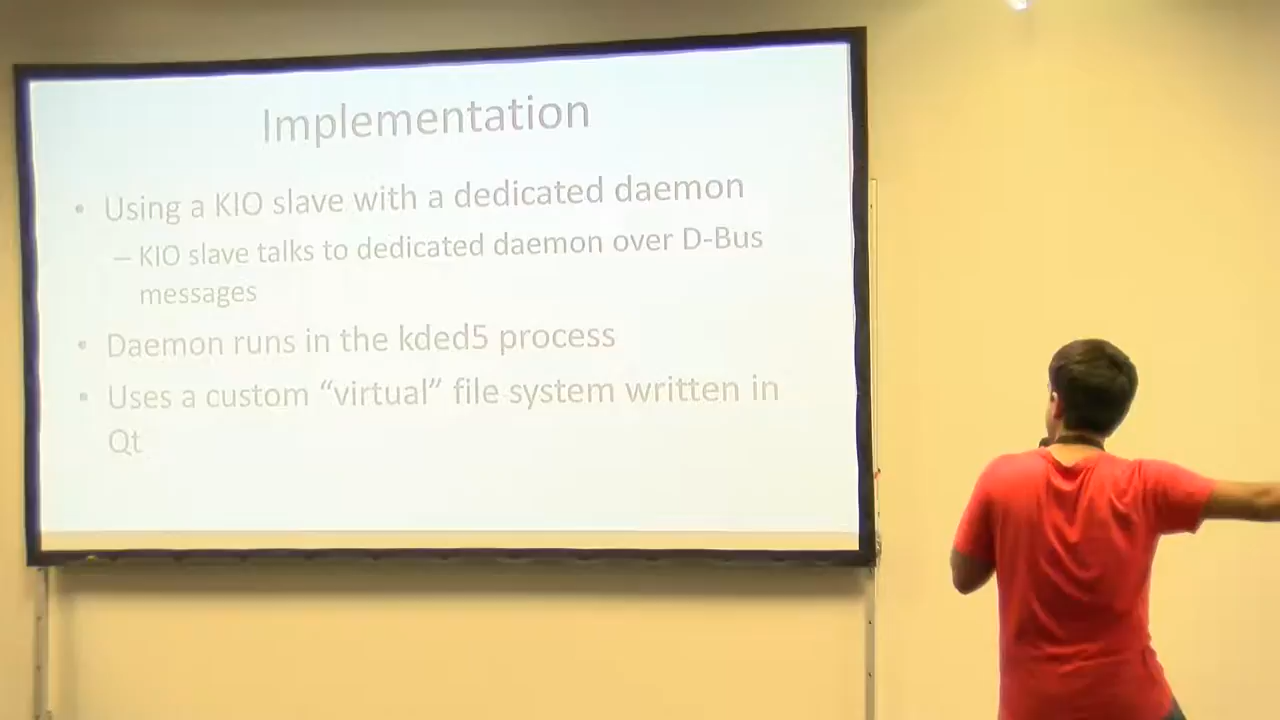 Implementation
• Using a KIO slave with a dedicated daemon
– KIO slave talks to dedicated daemon over D-Bus
messages
• Daemon runs in the kded5 process
• Uses a custom “virtual” file system written in
Qt